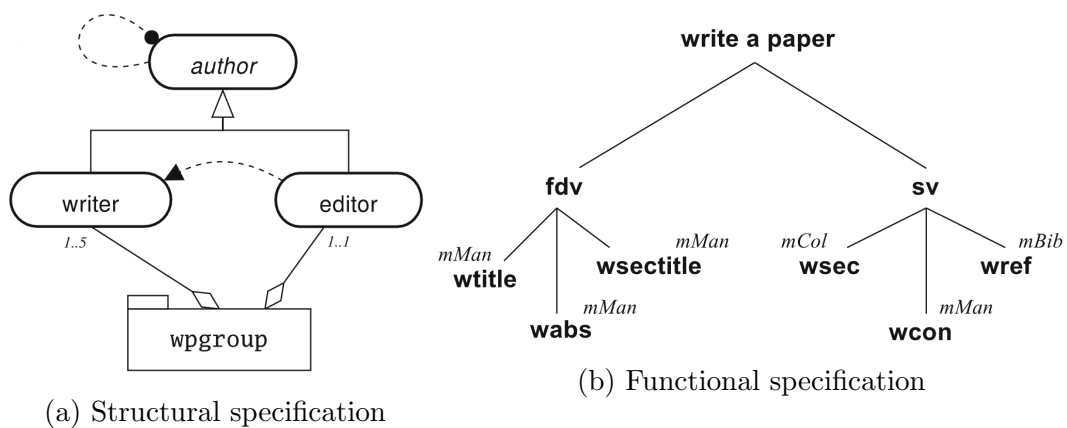 author
writer
editor
1..5
1..1
wpgroup
(a) Structural specification
write a paper
fdv
sv
mMan
wtitle
mMan
wsectitle
mMan
wabs
mCol
wsec
mBib
wref
mMan
wcon
(b) Functional specification